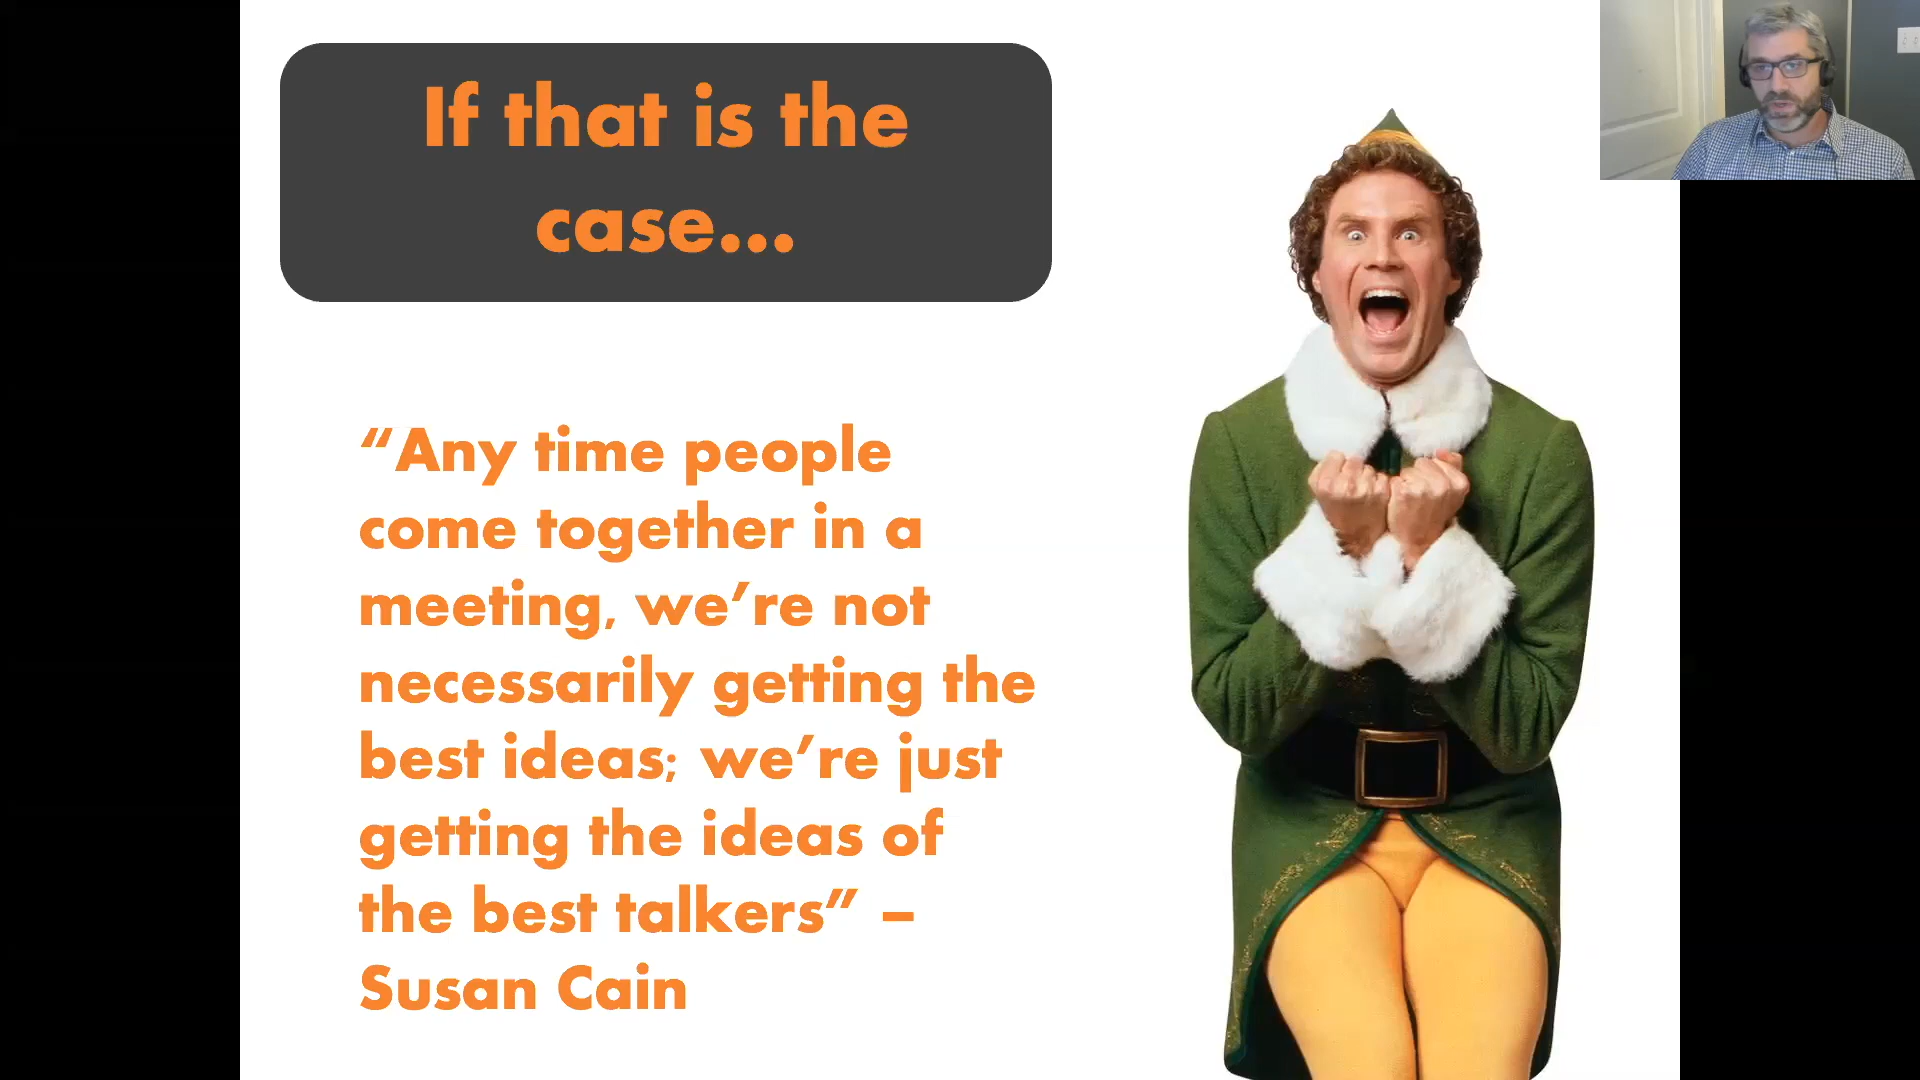 If that is the
case...
“Any time people
come together in a
meeting, we’re not
necessarily getting the
best ideas; we’re just
getting the ideas of
the best talkers” –
Susan Cain